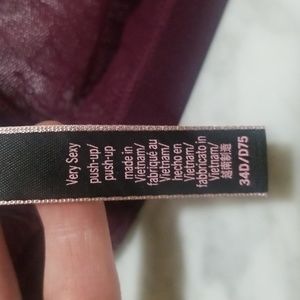 Very Sexy
push-up/
push-up
made in
Vietnam/
fabriqué au
Vietnam/
hecho en
Vietnam/
fabbricato in
Vietnam/
越南制造
34D/D75